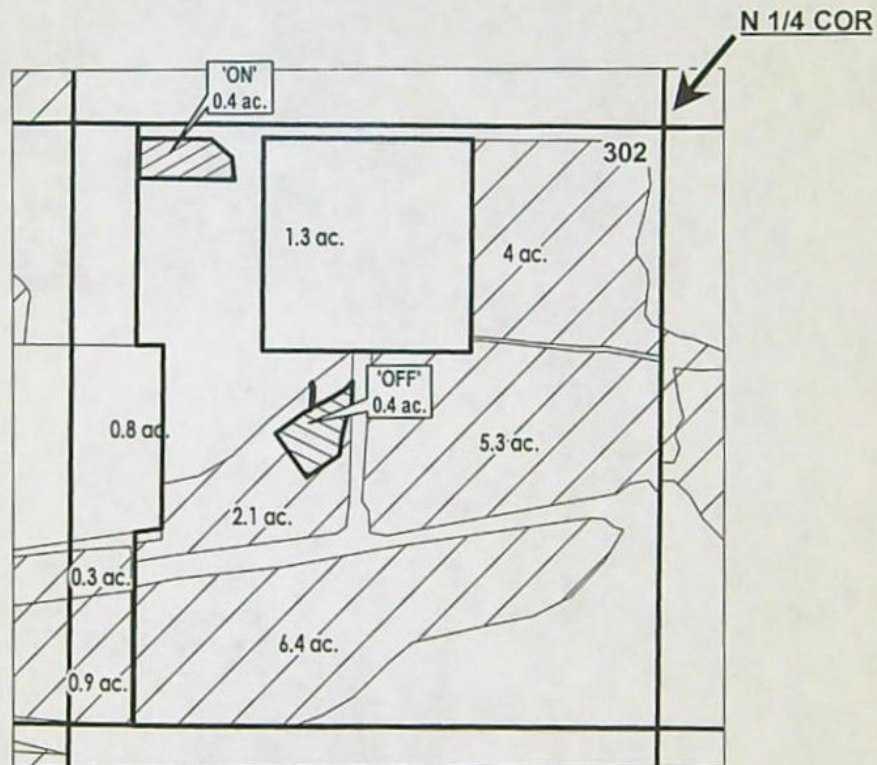 N 1/4 COR
'ON'
0.4 ac.
302
1.3 ac.
4 ac.
'OFF'
0.4 ac.
0.8 ac.
5.3 ac.
2.1 ac.
0.3 ac.
6.4 ac.
0.9 ac.